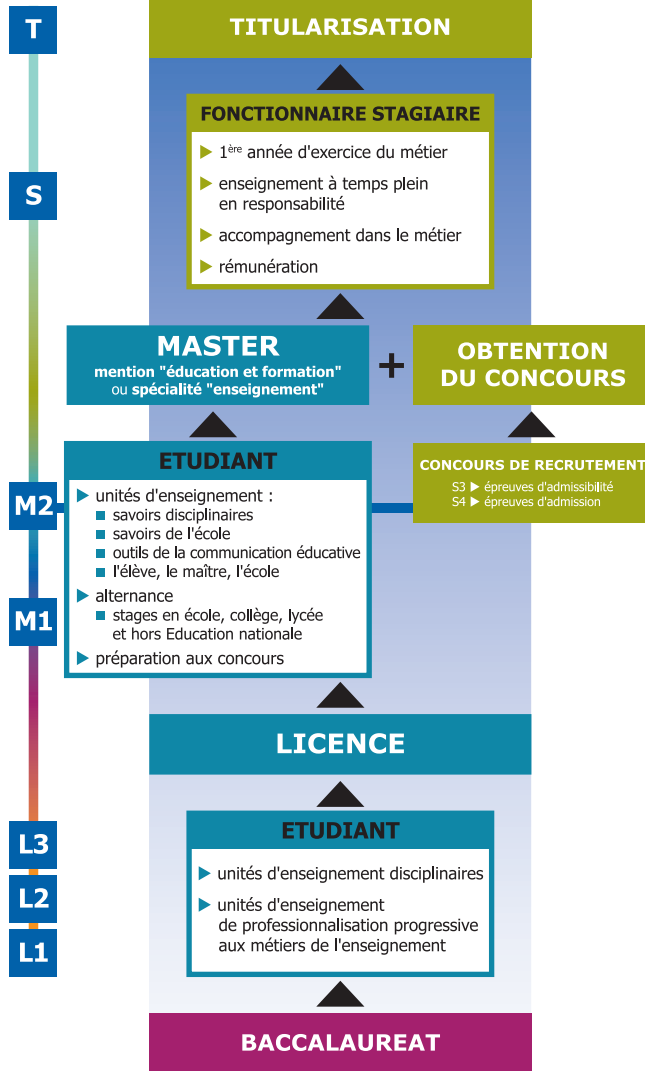 T
TITULARISATION
FONCTIONNAIRE STAGIAIRE
▶ 1ère année d'exercice du métier
▶ enseignement à temps plein
en responsabilité
▶ accompagnement dans le métier
▶ rémunération
S
MASTER
mention "éducation et formation"
ou spécialité "enseignement"
+
OBTENTION
DU CONCOURS
ETUDIANT
▶ unités d'enseignement :
■ savoirs disciplinaires
■ savoirs de l'école
■ outils de la communication éducative
■ l'élève, le maître, l'école
▶ alternance
■ stages en école, collège, lycée
et hors Education nationale
▶ préparation aux concours
CONCOURS DE RECRUTEMENT
S3 ▶ épreuves d'admissibilité
S4 ▶ épreuves d'admission
M2
M1
LICENCE
ETUDIANT
▶ unités d'enseignement disciplinaires
▶ unités d'enseignement
de professionnalisation progressive
aux métiers de l'enseignement
L3
L2
L1
BACCALAUREAT